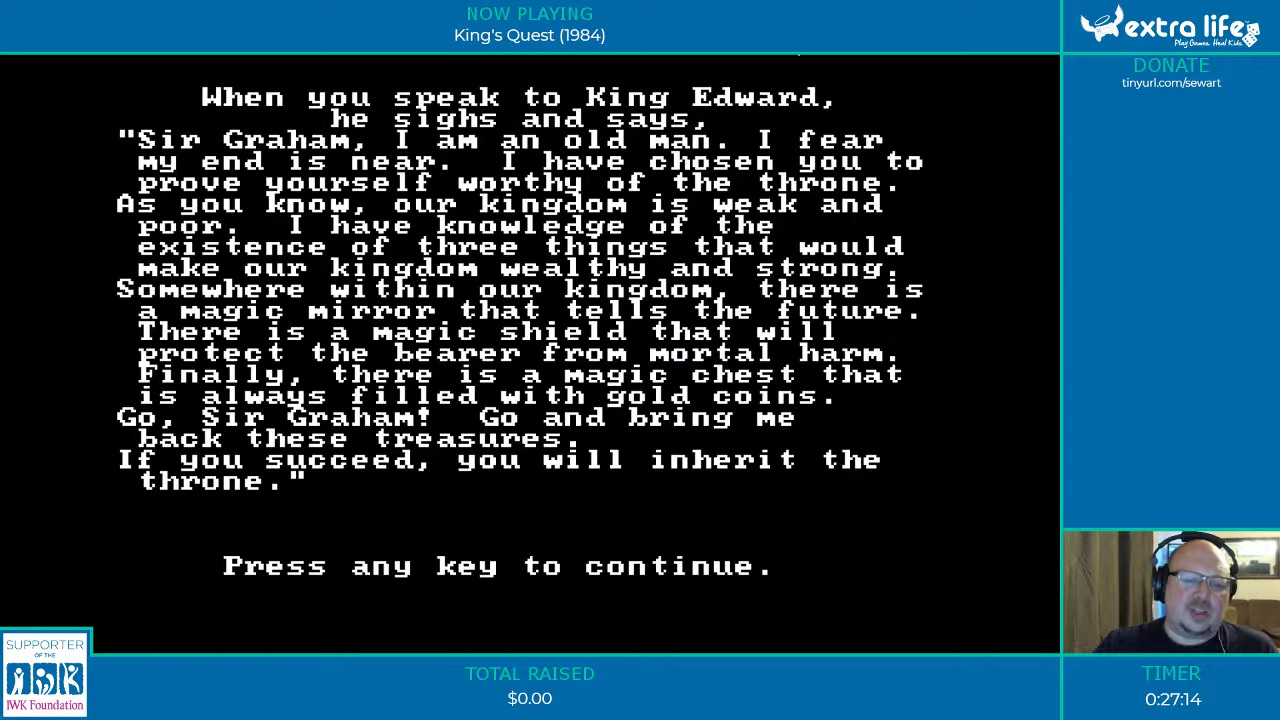 NOW PLAYING
King's Quest (1984)
extra life
Play Games. Heal Kids.
DONATE
tinyurl.com/sewart
When you speak to King Edward,
he sighs and says,
"Sir Graham, I am an old man. I fear
my end is near. I have chosen you to
prove yourself worthy of the throne.
As you know, our kingdom is weak and
poor. I have knowledge of the
existence of three things that would
make our kingdom wealthy and strong.
Somewhere within our kingdom, there is
a magic mirror that tells the future.
There is a magic shield that will
protect the bearer from mortal harm.
Finally, there is a magic chest that
is always filled with gold coins.
Go, Sir Graham! Go and bring me
back these treasures.
If you succeed, you will inherit the
throne."
Press any key to continue.
SUPPORTER
OF THE
IWK
IWK Foundation
TOTAL RAISED
$0.00
TIMER
0:27:14